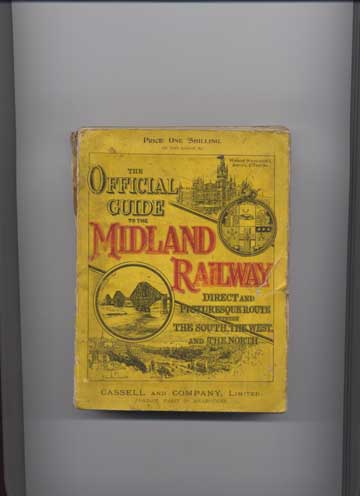 PRICE ONE SHILLING
THE
OFFICIAL
GUIDE
TO THE
MIDLAND
RAILWAY
DIRECT AND
PICTURESQUE ROUTE
BETWEEN
THE SOUTH, THE WEST,
AND THE NORTH
CASSELL AND COMPANY, LIMITED.